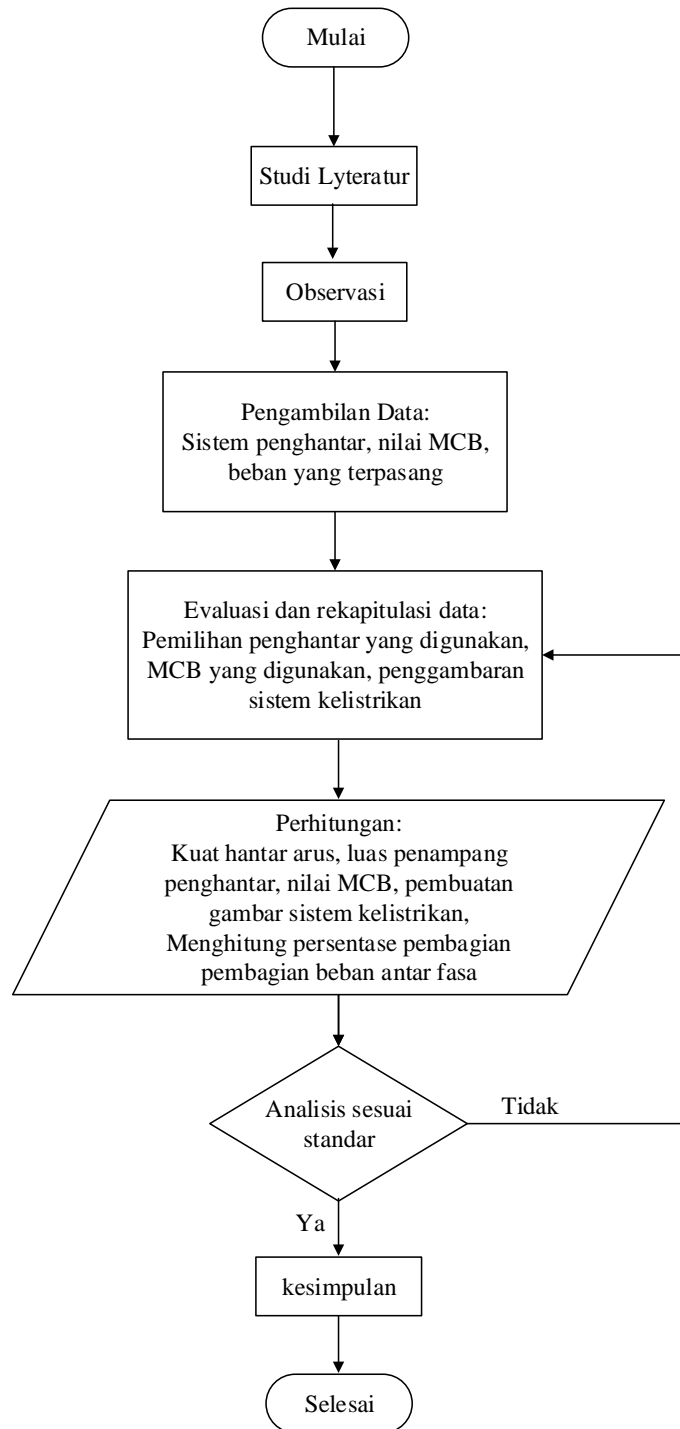 Mulai
Studi Lyteratur
Observasi
Pengambilan Data:
Sistem penghantar, nilai MCB,
beban yang terpasang
Evaluasi dan rekapitulasi data:
Pemilihan penghantar yang digunakan,
MCB yang digunakan, penggambaran
sistem kelistrikan
Perhitungan:
Kuat hantar arus, luas penampang
penghantar, nilai MCB, pembuatan
gambar sistem kelistrikan,
Menghitung persentase pembagian
pembagian beban antar fasa
Analisis sesuai
standar
Tidak
Ya
kesimpulan
Selesai